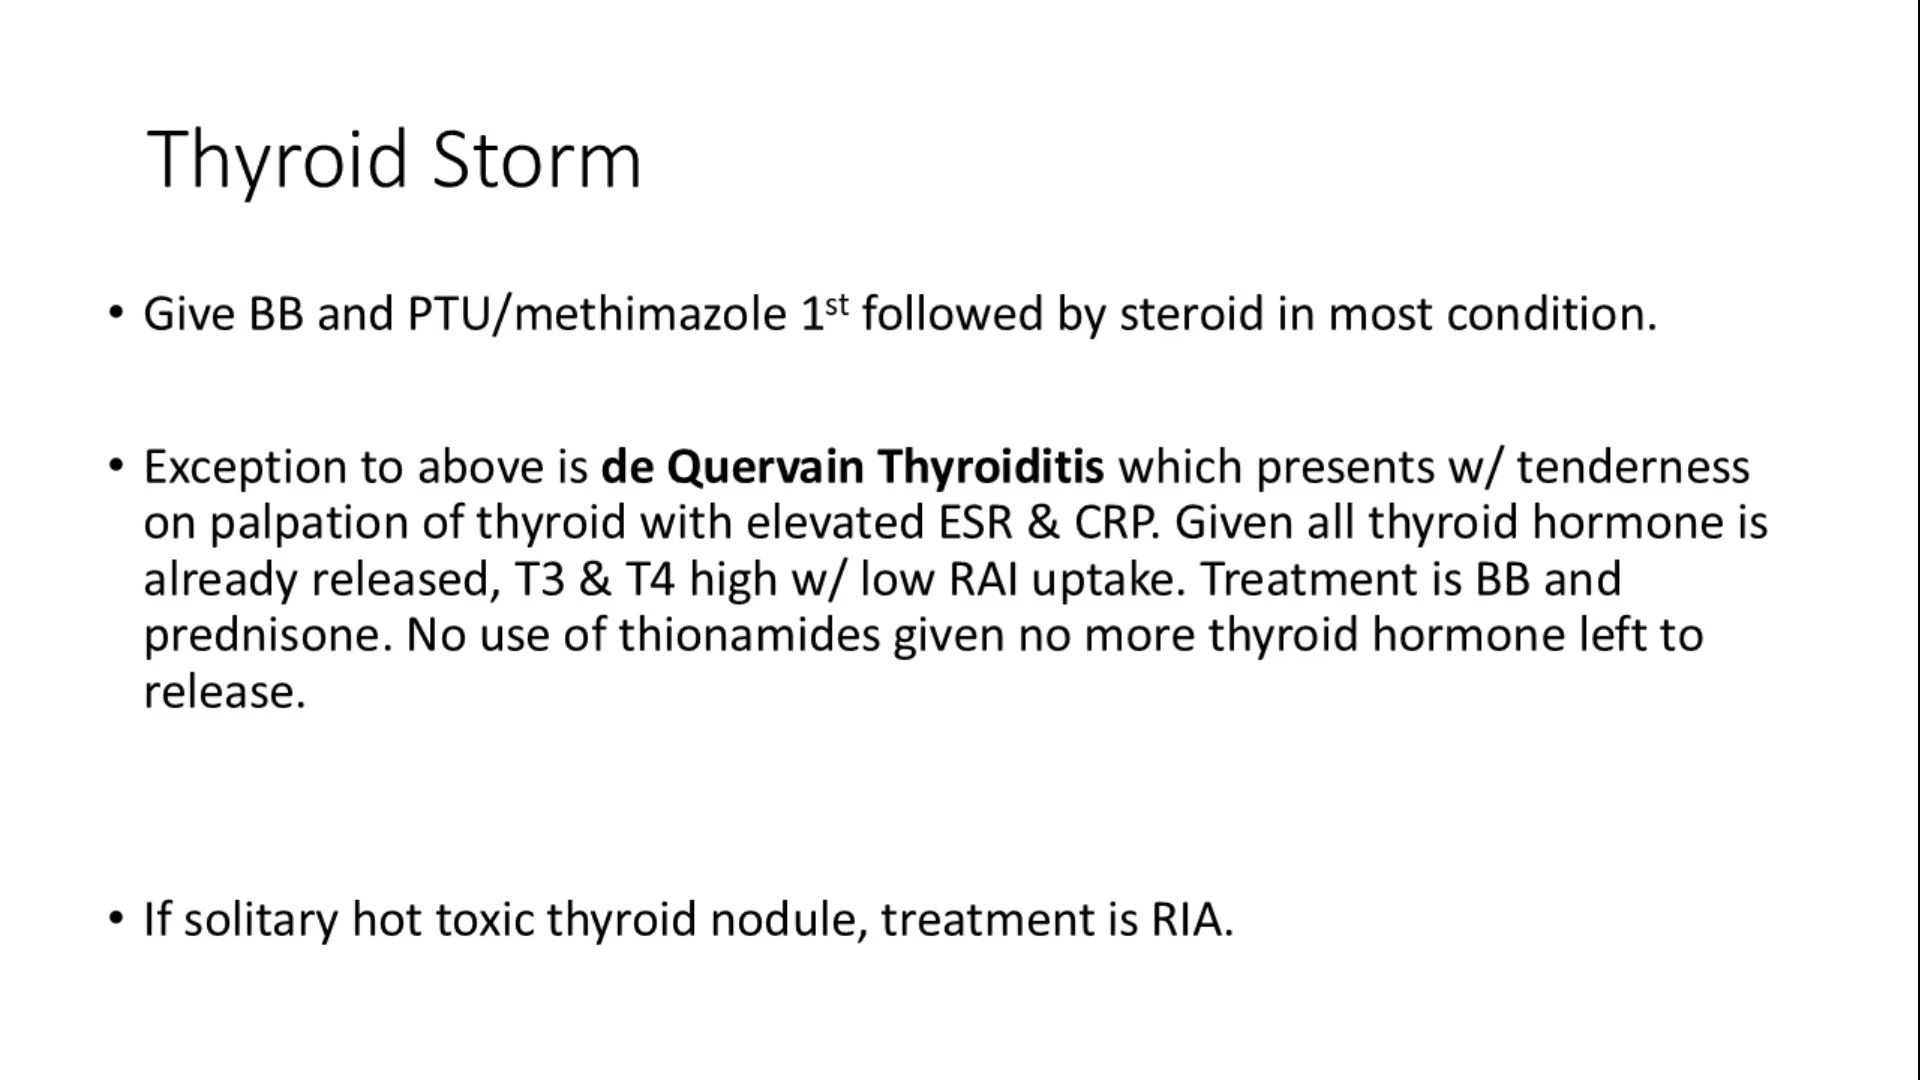 Thyroid Storm
• Give BB and PTU/methimazole 1st followed by steroid in most condition.
• Exception to above is de Quervain Thyroiditis which presents w/ tenderness
on palpation of thyroid with elevated ESR & CRP. Given all thyroid hormone is
already released, T3 & T4 high w/ low RAI uptake. Treatment is BB and
prednisone. No use of thionamides given no more thyroid hormone left to
release.
• If solitary hot toxic thyroid nodule, treatment is RIA.